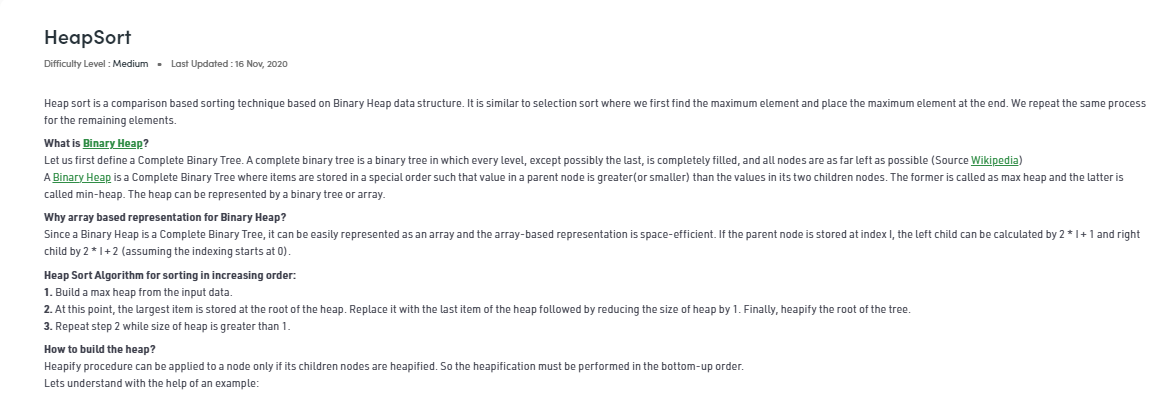 HeapSort
Difficulty Level : Medium • Last Updated : 16 Nov, 2020
Heap sort is a comparison based sorting technique based on Binary Heap data structure. It is similar to selection sort where we first find the maximum element and place the maximum element at the end. We repeat the same process
for the remaining elements.
What is Binary Heap?
Let us first define a Complete Binary Tree. A complete binary tree is a binary tree in which every level, except possibly the last, is completely filled, and all nodes are as far left as possible (Source Wikipedia)
A Binary Heap is a Complete Binary Tree where items are stored in a special order such that value in a parent node is greater(or smaller) than the values in its two children nodes. The former is called as max heap and the latter is
called min-heap. The heap can be represented by a binary tree or array.
Why array based representation for Binary Heap?
Since a Binary Heap is a Complete Binary Tree, it can be easily represented as an array and the array-based representation is space-efficient. If the parent node is stored at index I, the left child can be calculated by 2 * I + 1 and right
child by 2 * I + 2 (assuming the indexing starts at 0).
Heap Sort Algorithm for sorting in increasing order:
1. Build a max heap from the input data.
2. At this point, the largest item is stored at the root of the heap. Replace it with the last item of the heap followed by reducing the size of heap by 1. Finally, heapify the root of the tree.
3. Repeat step 2 while size of heap is greater than 1.
How to build the heap?
Heapify procedure can be applied to a node only if its children nodes are heapified. So the heapification must be performed in the bottom-up order.
Lets understand with the help of an example: